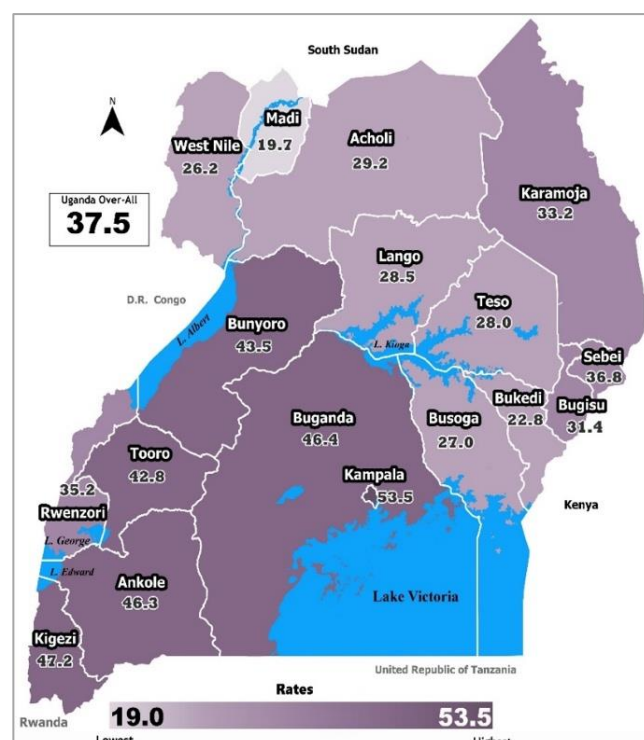 South Sudan
N
Madi
19.7
West Nile
26.2
Acholi
29.2
Karamoja
33.2
Uganda Over-All
37.5
Lango
28.5
D.R. Congo
L. Albert
Bunyoro
43.5
Teso
28.0
L. Kioga
Sebei
36.8
Bukedi
22.8
Bugisu
31.4
Buganda
46.4
Busoga
27.0
Tooro
42.8
Kampala
53.5
35.2
Rwenzori
Kenya
L. George
L. Edward
Ankole
46.3
Lake Victoria
Kigezi
47.2
United Republic of Tanzania
Rates
Rwanda
19.0
53.5
Lowest
Highest